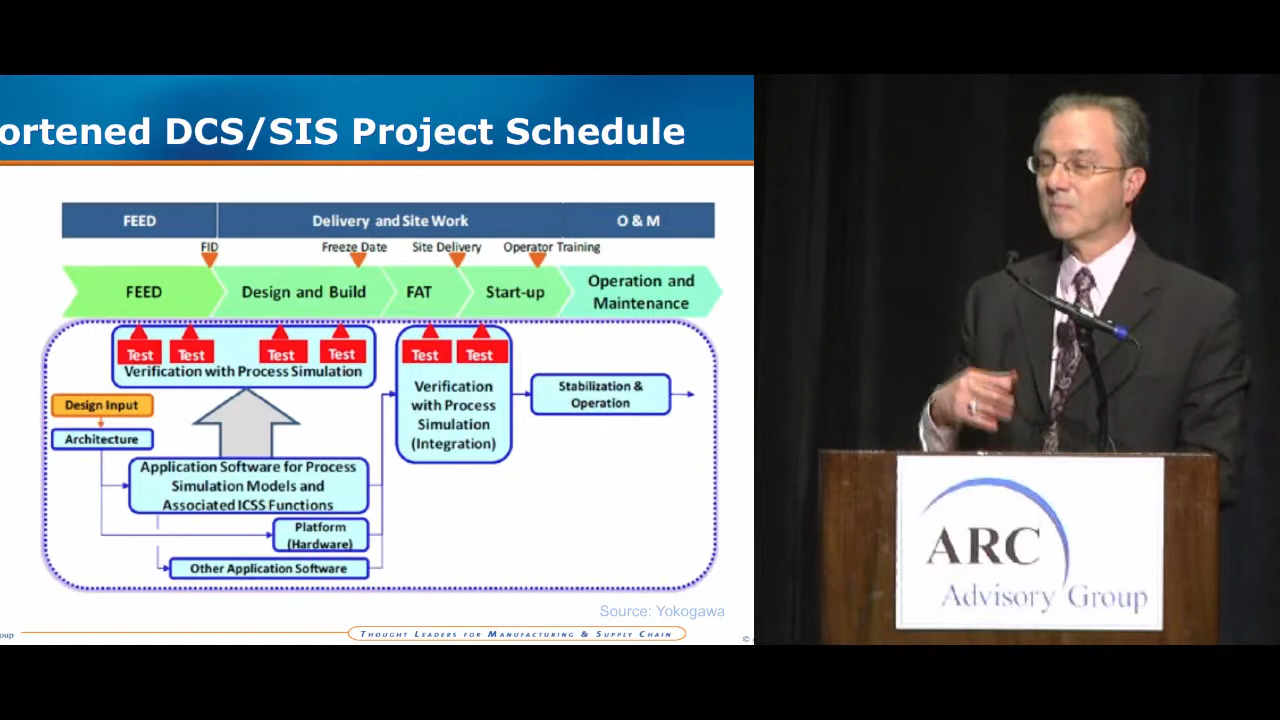 ortened DCS/SIS Project Schedule
FEED
Delivery and Site Work
O & M
FID
Freeze Date
Site Delivery
Operator Training
FEED
Design and Build
FAT
Start-up
Operation and
Maintenance
Test
Test
Test
Test
Verification with Process Simulation
Test
Test
Verification
with Process
Simulation
(Integration)
Stabilization &
Operation
Design Input
Architecture
Application Software for Process
Simulation Models and
Associated ICSS Functions
Platform
(Hardware)
Other Application Software
Source: Yokogawa
oup
THOUGHT LEADERS FOR MANUFACTURING & SUPPLY CHAIN
©
ARC
Advisory Group